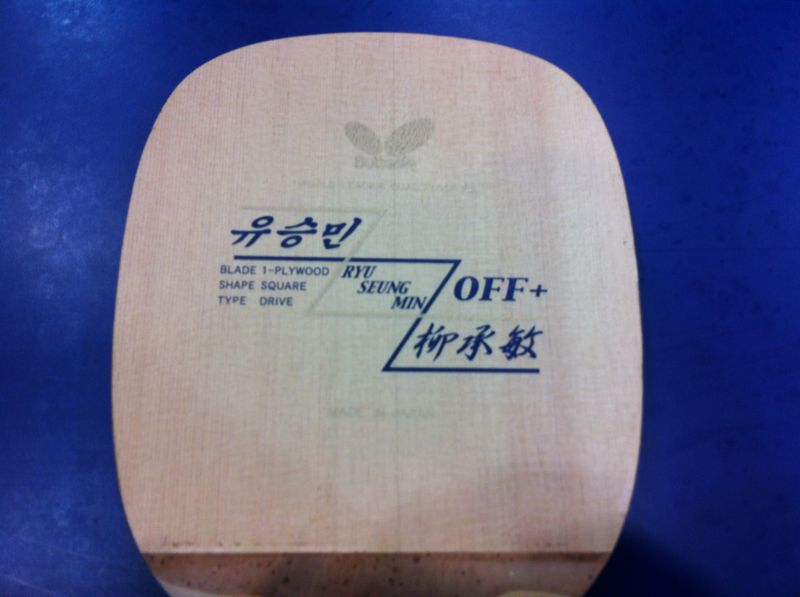 Butterfly
유승민
BLADE 1-PLYWOOD
SHAPE SQUARE
TYPE DRIVE
RYU
SEUNG
MIN
OFF+
柳承敏
MADE IN JAPAN